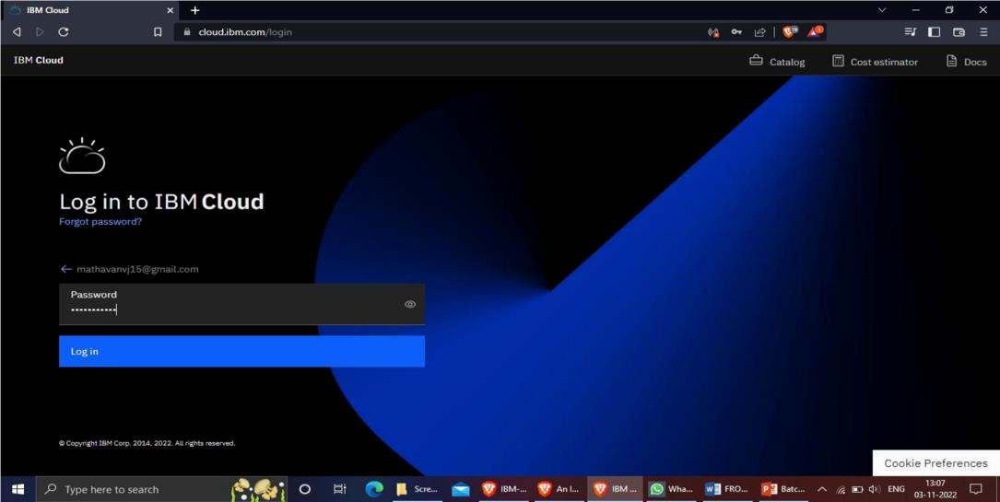 IBM Cloud
cloud.ibm.com/login
IBM Cloud
Catalog
Cost estimator
Docs
Log in to IBM Cloud
Forgot password?
mathavanvj15@gmail.com
Password
Log in
© Copyright IBM Corp. 2014, 2022. All rights reserved.
Cookie Preferences
Type here to search
Scre...
IBM-...
An I...
IBM ...
Wha...
FRO...
Batc...
ENG
13:07
03-11-2022